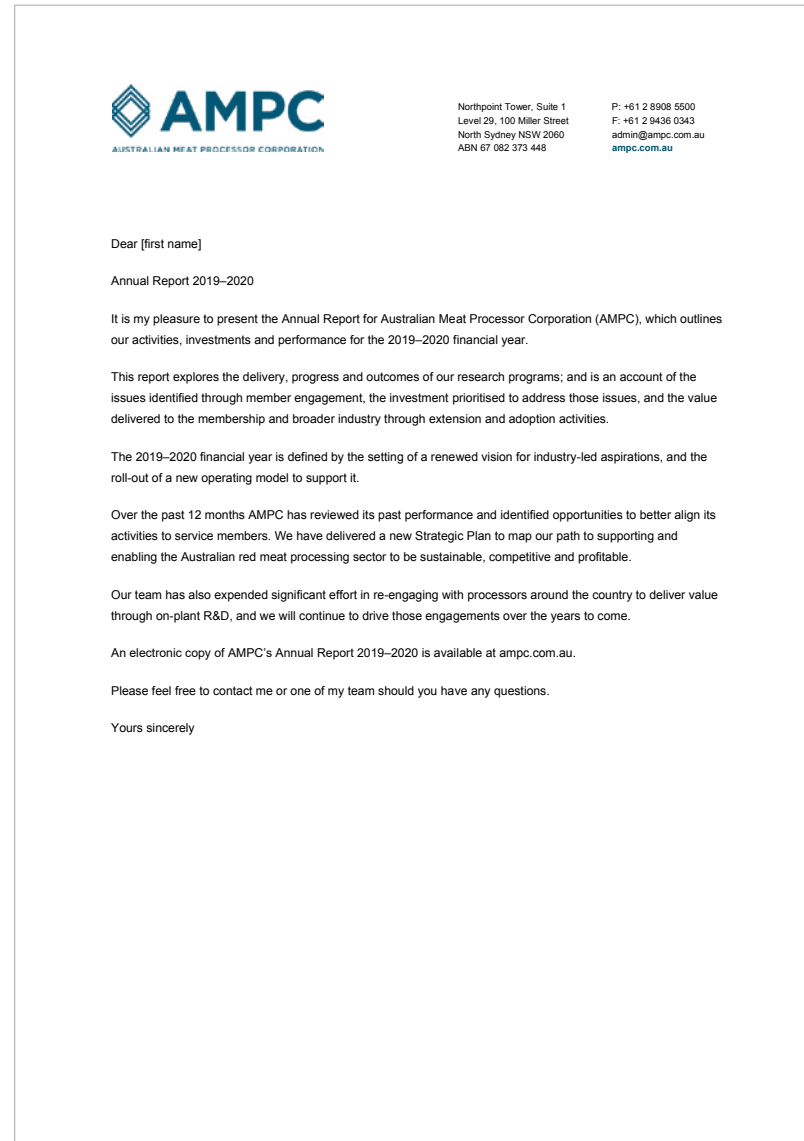 AMPC
AUSTRALIAN MEAT PROCESSOR CORPORATION
Northpoint Tower, Suite 1
Level 29, 100 Miller Street
North Sydney NSW 2060
ABN 67 082 373 448
P: +61 2 8908 5500
F: +61 2 9436 0343
admin@ampc.com.au
ampc.com.au
Dear [first name]
Annual Report 2019–2020
It is my pleasure to present the Annual Report for Australian Meat Processor Corporation (AMPC), which outlines
our activities, investments and performance for the 2019–2020 financial year.
This report explores the delivery, progress and outcomes of our research programs; and is an account of the
issues identified through member engagement, the investment prioritised to address those issues, and the value
delivered to the membership and broader industry through extension and adoption activities.
The 2019–2020 financial year is defined by the setting of a renewed vision for industry-led aspirations, and the
roll-out of a new operating model to support it.
Over the past 12 months AMPC has reviewed its past performance and identified opportunities to better align its
activities to service members. We have delivered a new Strategic Plan to map our path to supporting and
enabling the Australian red meat processing sector to be sustainable, competitive and profitable.
Our team has also expended significant effort in re-engaging with processors around the country to deliver value
through on-plant R&D, and we will continue to drive those engagements over the years to come.
An electronic copy of AMPC’s Annual Report 2019–2020 is available at ampc.com.au.
Please feel free to contact me or one of my team should you have any questions.
Yours sincerely